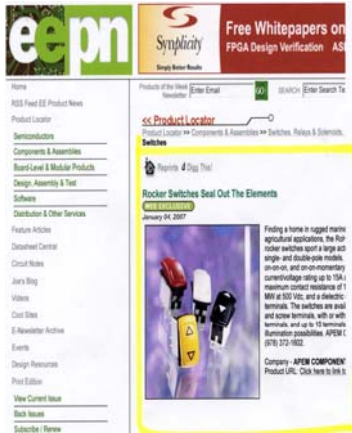 eepn
Synplicity
Simply Better Results
Free Whitepapers on
FPGA Design Verification ASI
Home
RSS Feed EE Product News
Product Locator
Semiconductors
Components & Assemblies
Board-Level & Modular Products
Design, Assembly & Test
Software
Distribution & Other Services
Feature Articles
Datasheet Central
Circuit Notes
Joe's Blog
Videos
Cool Sites
E-Newsletter Archive
Events
Design Resources
Print Edition
View Current Issue
Back Issues
Subscribe / Renew
Products of the Week
Newsletter
Enter Email
GO
SEARCH
Enter Search Te
<< Product Locator
Product Locator >> Components & Assemblies >> Switches, Relays & Solenoids,
Switches
Reprints Digg This!
Rocker Switches Seal Out The Elements
WEB EXCLUSIVE
January 04, 2007
Finding a home in rugged marine
agricultural applications, the Ro
rocker switches sport a large act
single- and double-pole models.
on-on-on, and on-on-momentary
current/voltage rating up to 15A
maximum contact resistance of 1
MW at 500 Vdc, and a dielectric
terminals. The switches are avail
and screw terminals, with or with
terminals, and up to 10 terminals
illumination possibilities. APEM C
(978) 372-1602.
Company - APEM COMPONENT
Product URL: Click here to link to